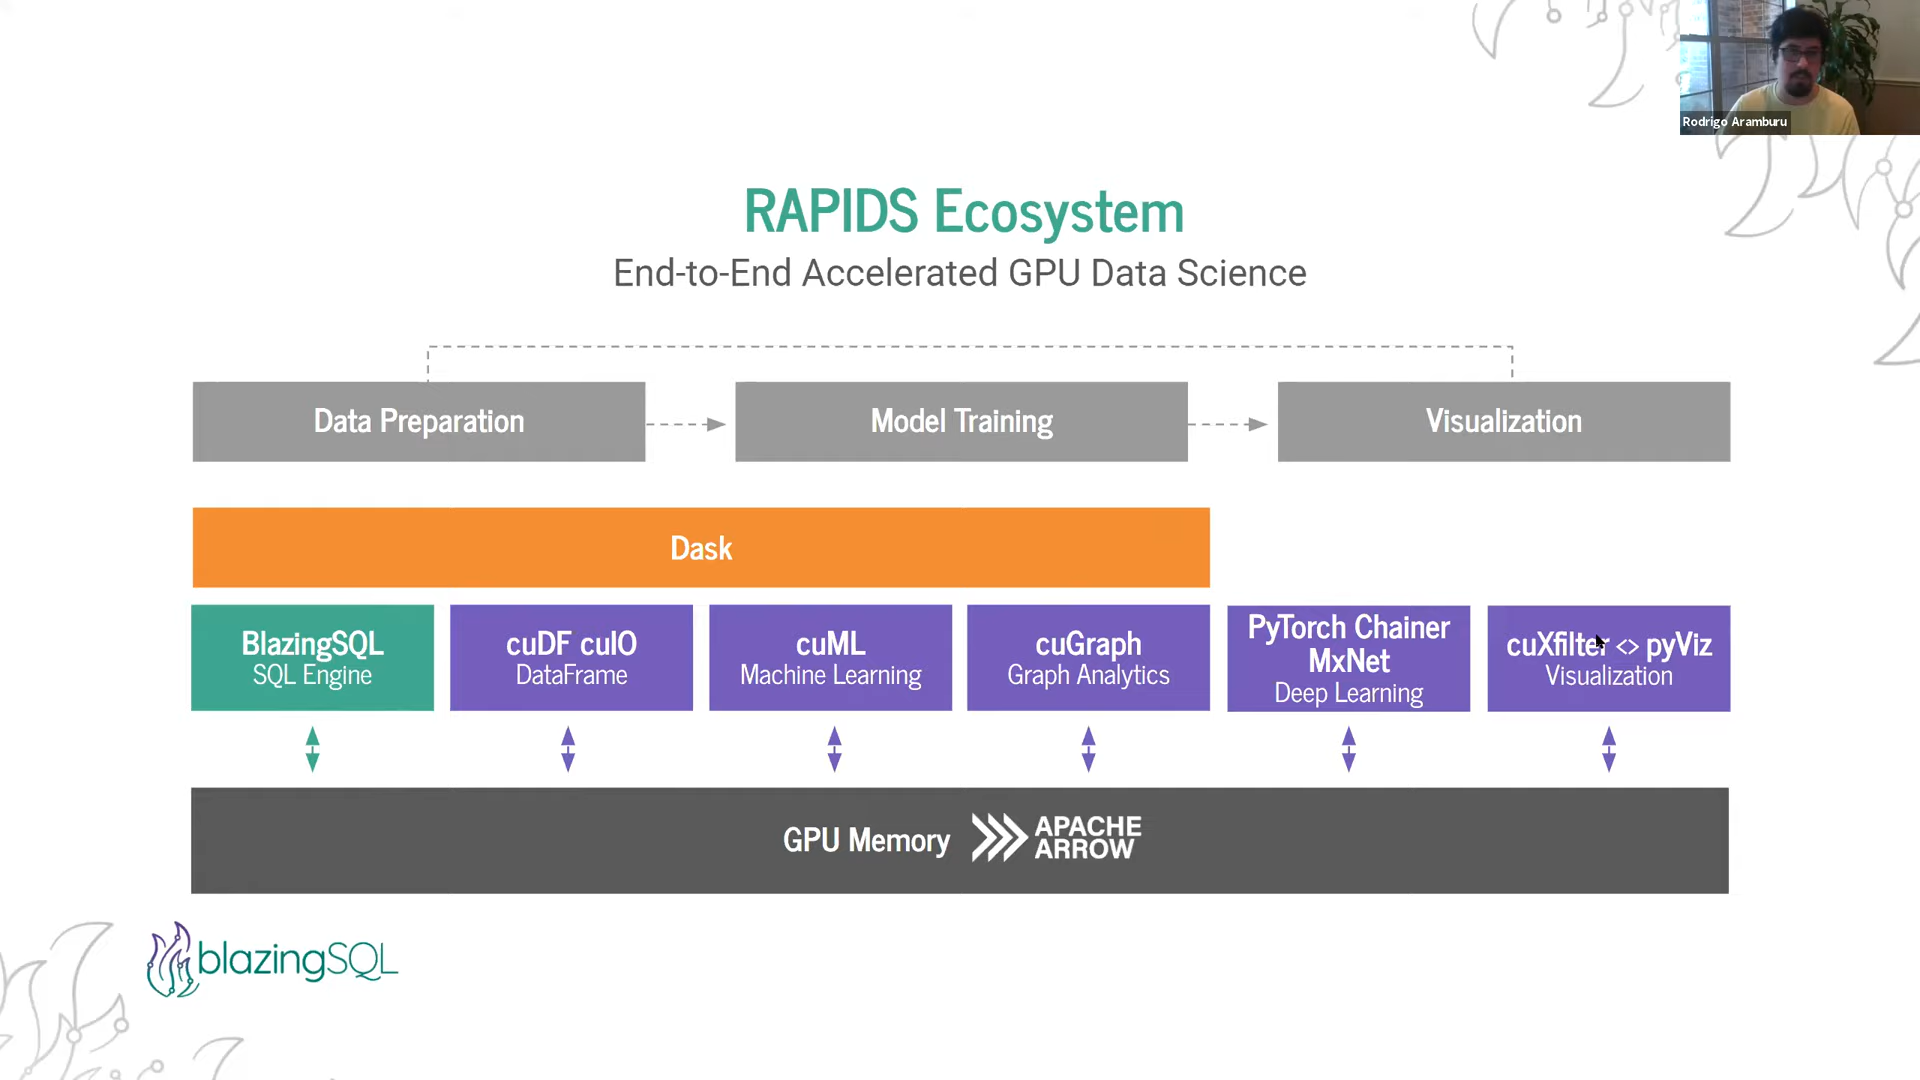 Rodrigo Aramburu
RAPIDS Ecosystem
End-to-End Accelerated GPU Data Science
Data Preparation
Model Training
Visualization
Dask
BlazingSQL
SQL Engine
cuDF cuIO
DataFrame
cuML
Machine Learning
cuGraph
Graph Analytics
PyTorch Chainer
MxNet
Deep Learning
cuXfilter <> pyViz
Visualization
GPU Memory
APACHE
ARROW
blazingSQL